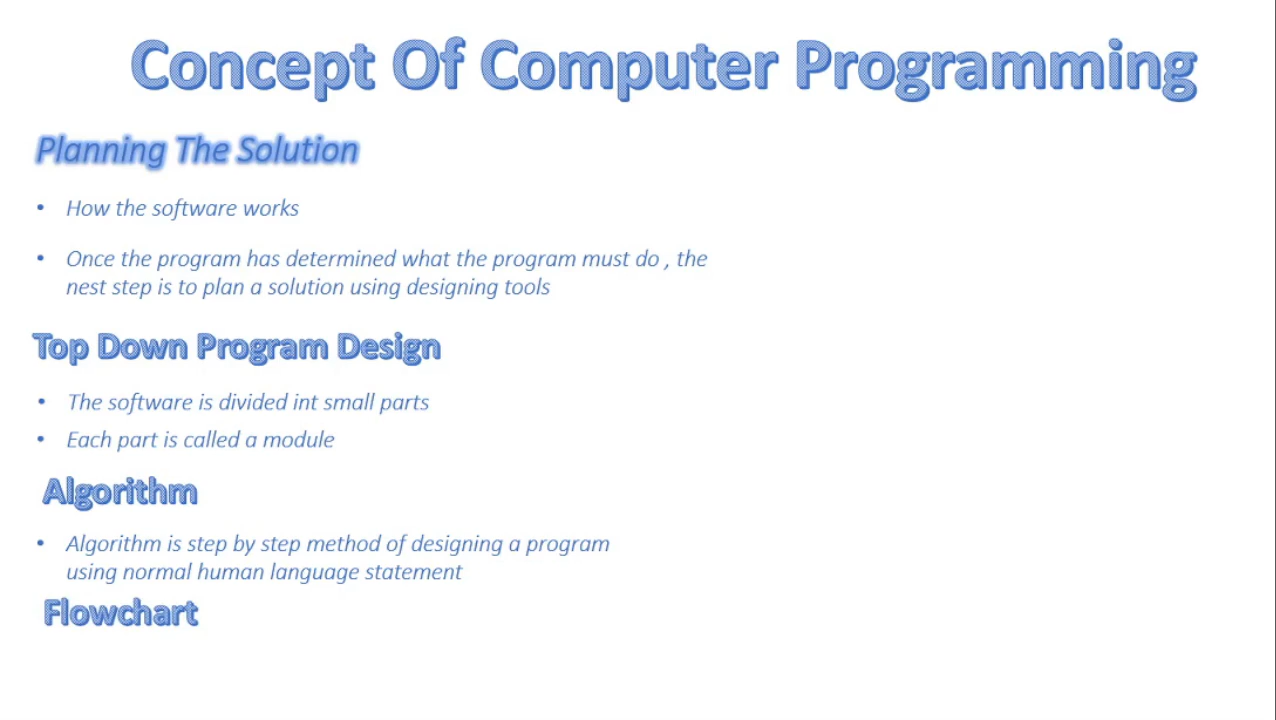 Concept Of Computer Programming
Planning The Solution
• How the software works
• Once the program has determined what the program must do , the
nest step is to plan a solution using designing tools
Top Down Program Design
• The software is divided int small parts
• Each part is called a module
Algorithm
• Algorithm is step by step method of designing a program
using normal human language statement
Flowchart